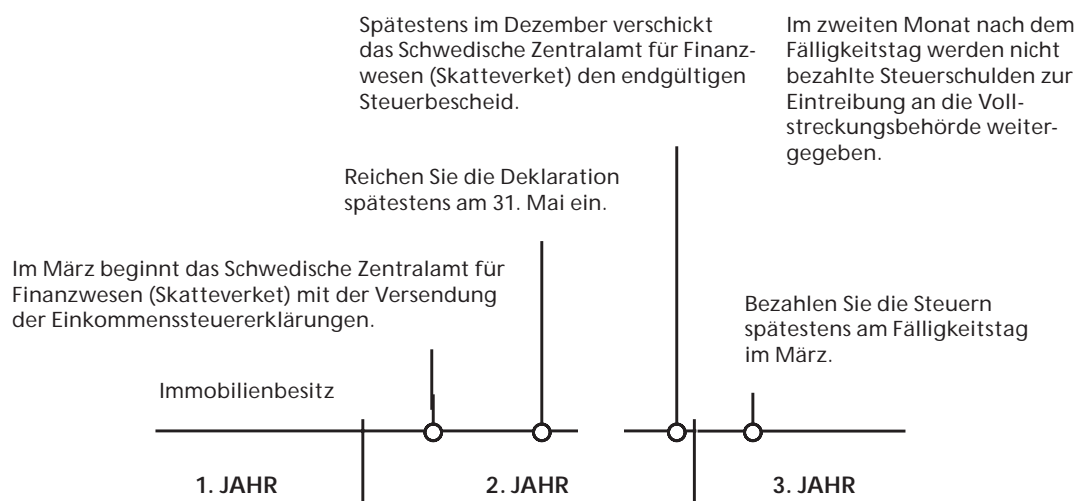 Spätestens im Dezember verschickt
das Schwedische Zentralamt für Finanz-
wesen (Skatteverket) den endgültigen
Steuerbescheid.
Im zweiten Monat nach dem
Fälligkeitstag werden nicht
bezahlte Steuerschulden zur
Eintreibung an die Voll-
streckungsbehörde weiter-
gegeben.
Reichen Sie die Deklaration
spätestens am 31. Mai ein.
Im März beginnt das Schwedische Zentralamt für
Finanzwesen (Skatteverket) mit der Versendung
der Einkommenssteuererklärungen.
Bezahlen Sie die Steuern
spätestens am Fälligkeitstag
im März.
Immobilienbesitz
1. JAHR
2. JAHR
3. JAHR